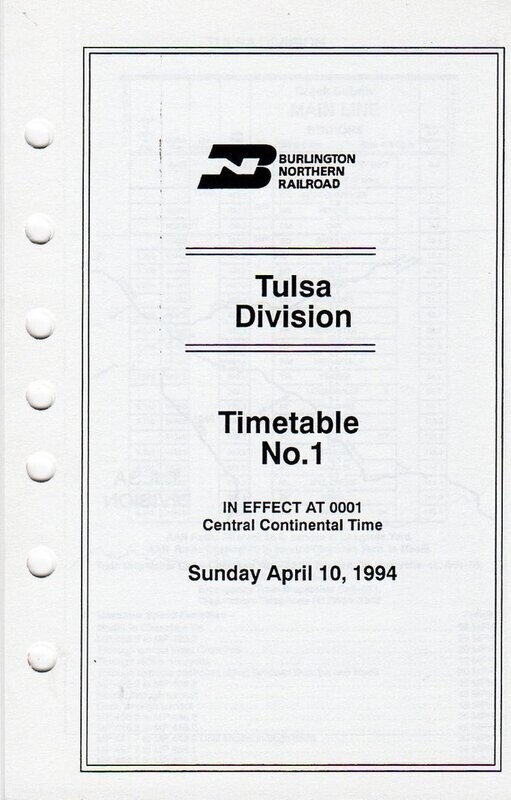 BURLINGTON
NORTHERN
RAILROAD
Tulsa
Division
Timetable
No.1
IN EFFECT AT 0001
Central Continental Time
Sunday April 10, 1994